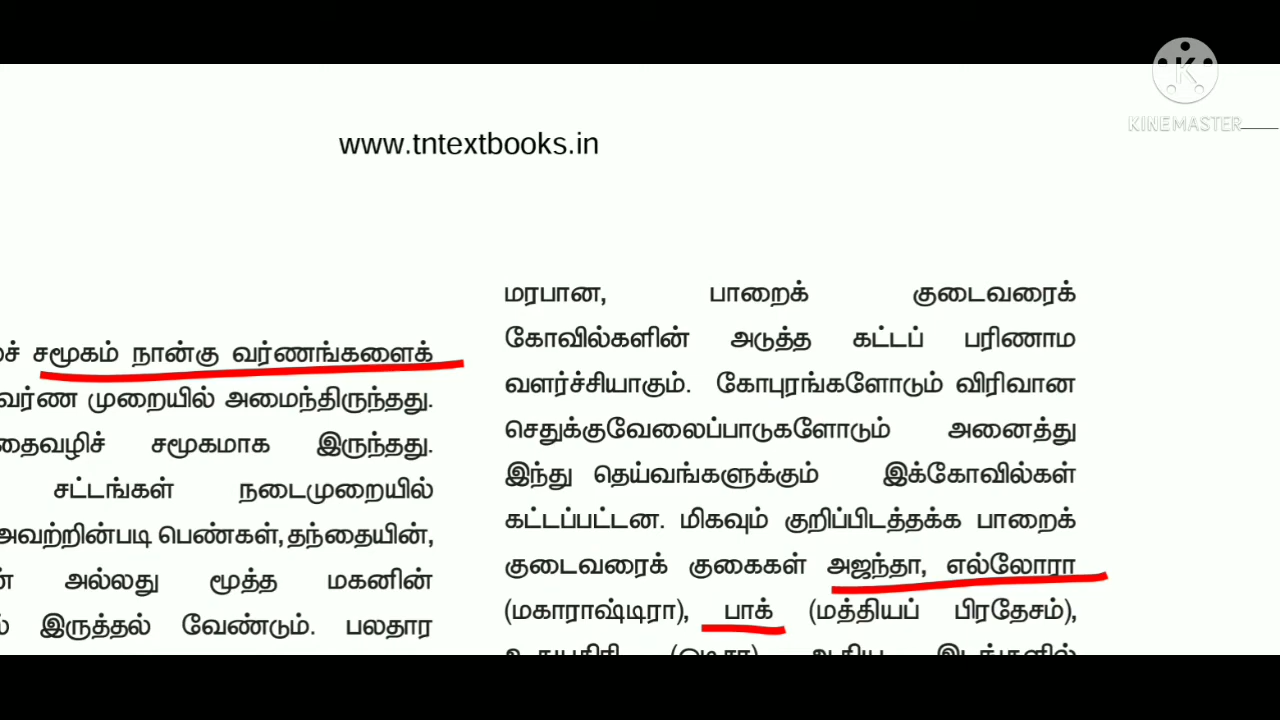 KINEMASTER
www.tntextbooks.in
சமூகம் நான்கு வர்ணங்களைக்
வர்ண முறையில் அமைந்திருந்தது.
சமூகமாக இருந்தது.
சட்டங்கள் நடைமுறையில்
அவற்றின்படி பெண்கள், தந்தையின்,
அல்லது மூத்த மகனின்
இருத்தல் வேண்டும். பலதார
மரபான, பாறைக் குடைவரைக்
கோவில்களின் அடுத்த கட்டப் பரிணாம
வளர்ச்சியாகும். கோபுரங்களோடும் விரிவான
செதுக்குவேலைப்பாடுகளோடும் அனைத்து
இந்து தெய்வங்களுக்கும் இக்கோவில்கள்
கட்டப்பட்டன. மிகவும் குறிப்பிடத்தக்க பாறைக்
குடைவரைக் குகைகள் அஜந்தா, எல்லோரா
(மகாராஷ்டிரா), பாக் (மத்தியப் பிரதேசம்),